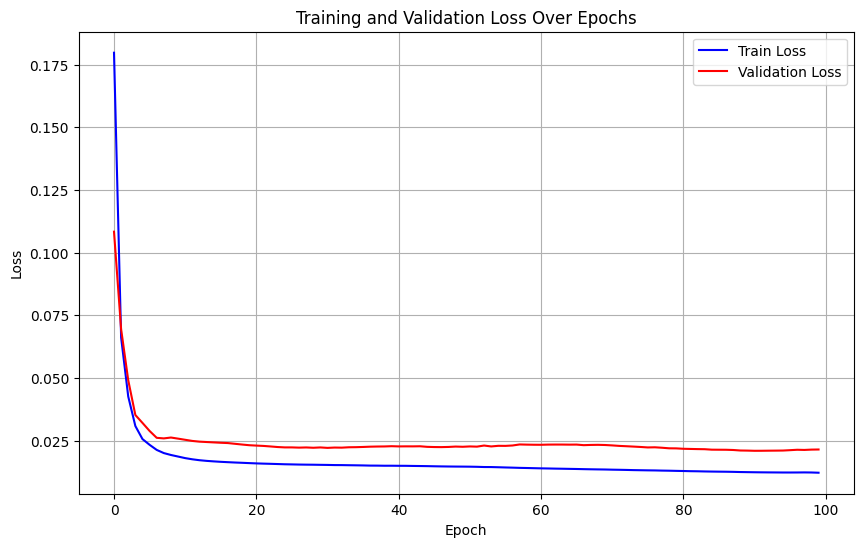 Training and Validation Loss Over Epochs
Train Loss
Validation Loss
0.175
0.150
0.125
0.100
0.075
0.050
0.025
Loss
0 20 40 60 80 100
Epoch